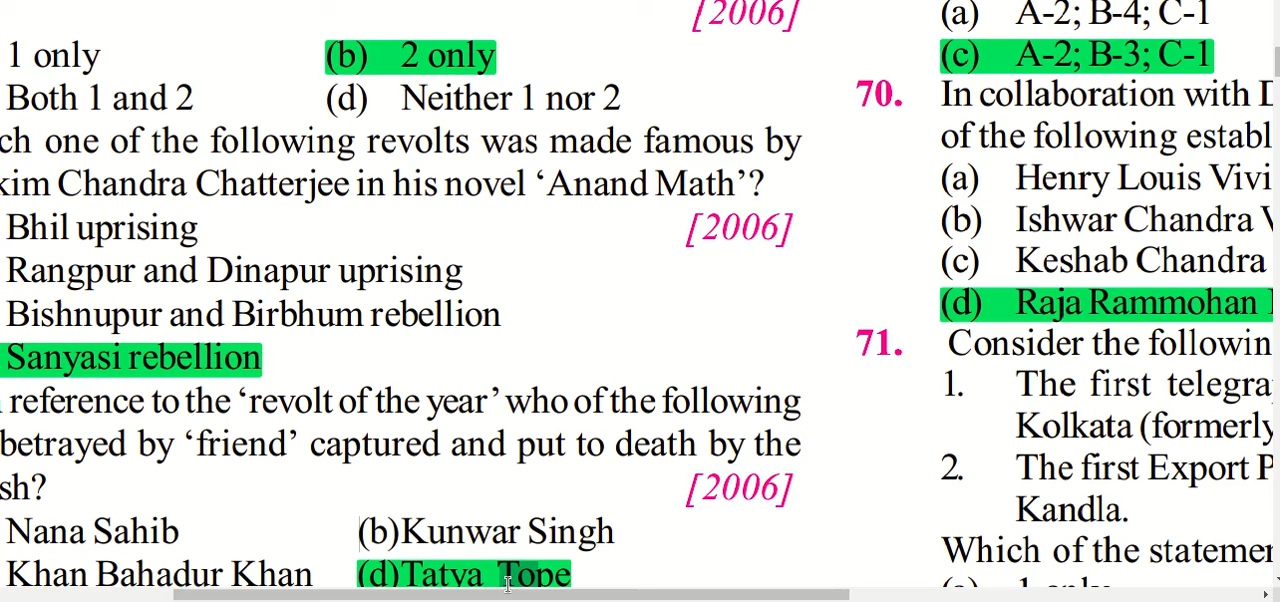 [2006]
1 only (b) 2 only
Both 1 and 2 (d) Neither 1 nor 2
ch one of the following revolts was made famous by
kim Chandra Chatterjee in his novel ‘Anand Math’?
Bhil uprising [2006]
Rangpur and Dinapur uprising
Bishnupur and Birbhum rebellion
Sanyasi rebellion
reference to the ‘revolt of the year’ who of the following
betrayed by ‘friend’ captured and put to death by the
sh?
[2006]
Nana Sahib (b)Kunwar Singh
Khan Bahadur Khan (d)Tatya Tope
(a) A-2; B-4; C-1
(c) A-2; B-3; C-1
70. In collaboration with
of the following establ
(a) Henry Louis Vivi
(b) Ishwar Chandra
(c) Keshab Chandra
(d) Raja Rammohan
71. Consider the followin
1. The first telegra
Kolkata (formerly
2. The first Export P
Kandla.
Which of the statemen
(a) 1 only